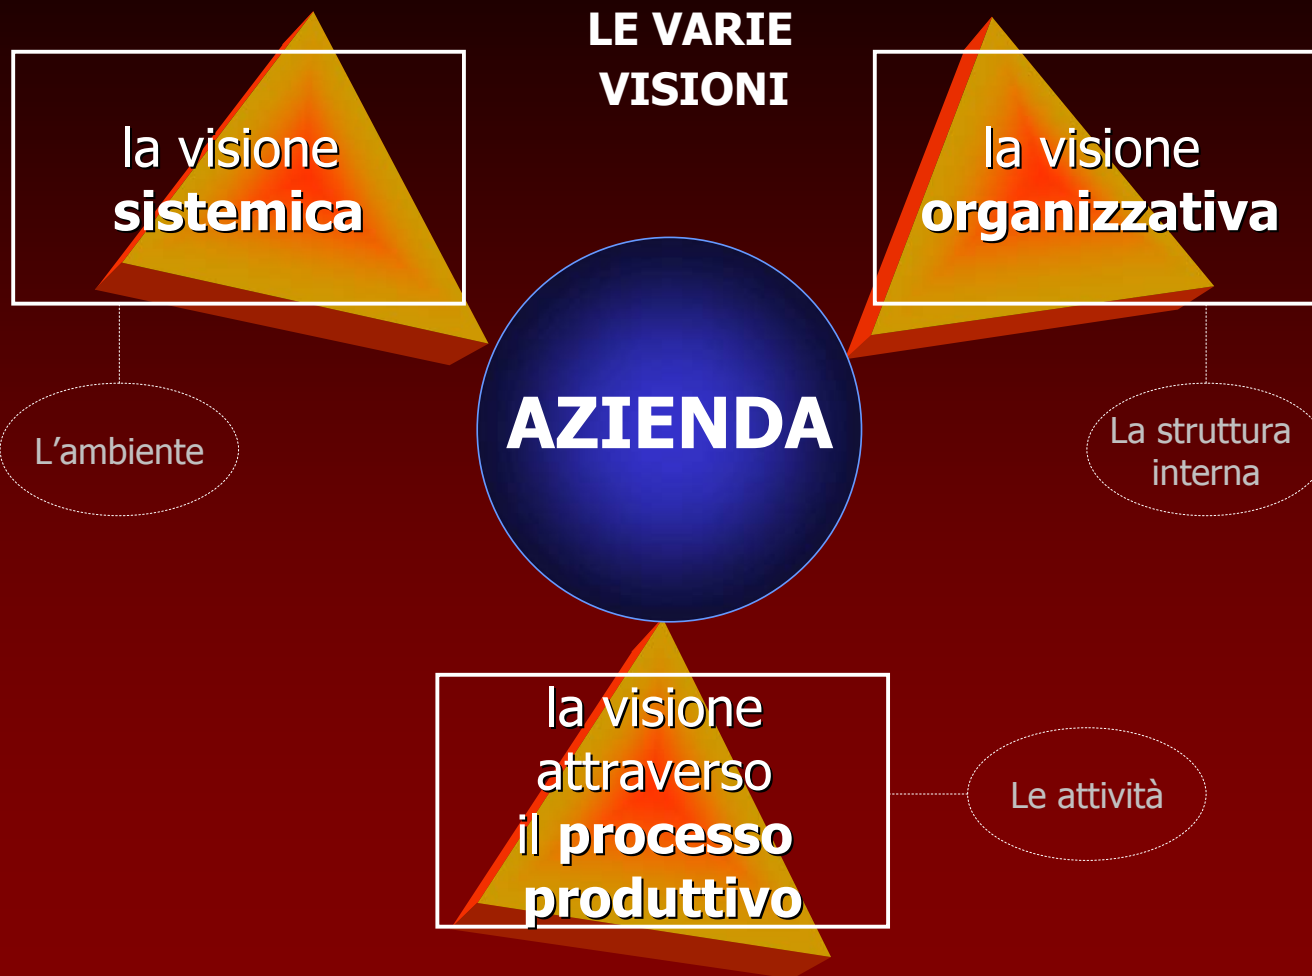 LE VARIE
VISIONI
la visione
sistemica
la visione
organizzativa
AZIENDA
L’ambiente
La struttura
interna
la visione
attraverso
il processo
produttivo
Le attività